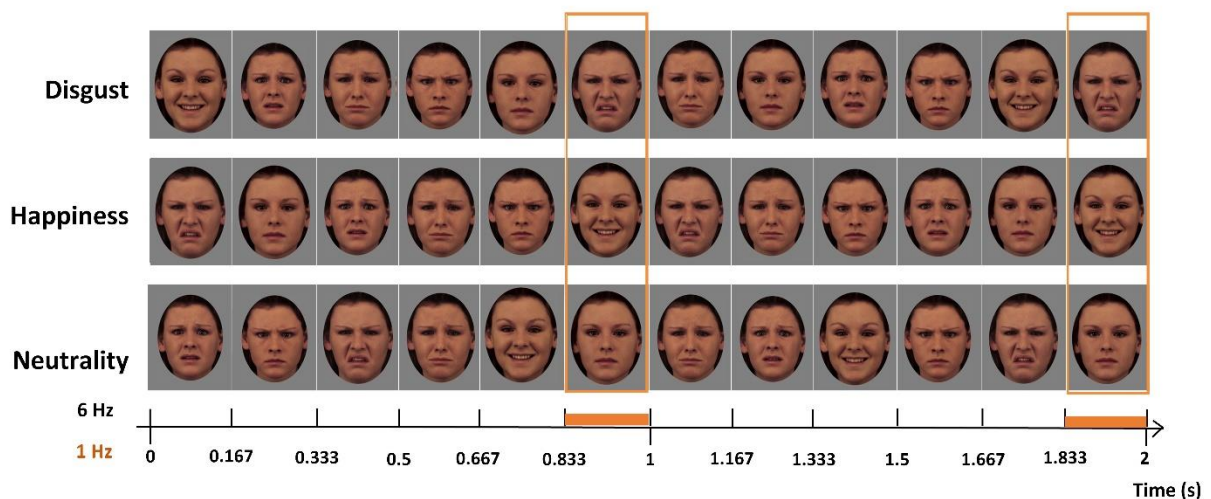 Disgust
Happiness
Neutrality
6 Hz
1 Hz
0 0.167 0.333 0.5 0.667 0.833 1 1.167 1.333 1.5 1.667 1.833 2
Time (s)